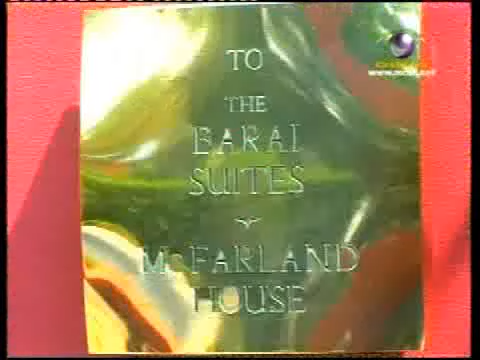 TO
THE
BARAI
SUITES
McFARLAND
HOUSE